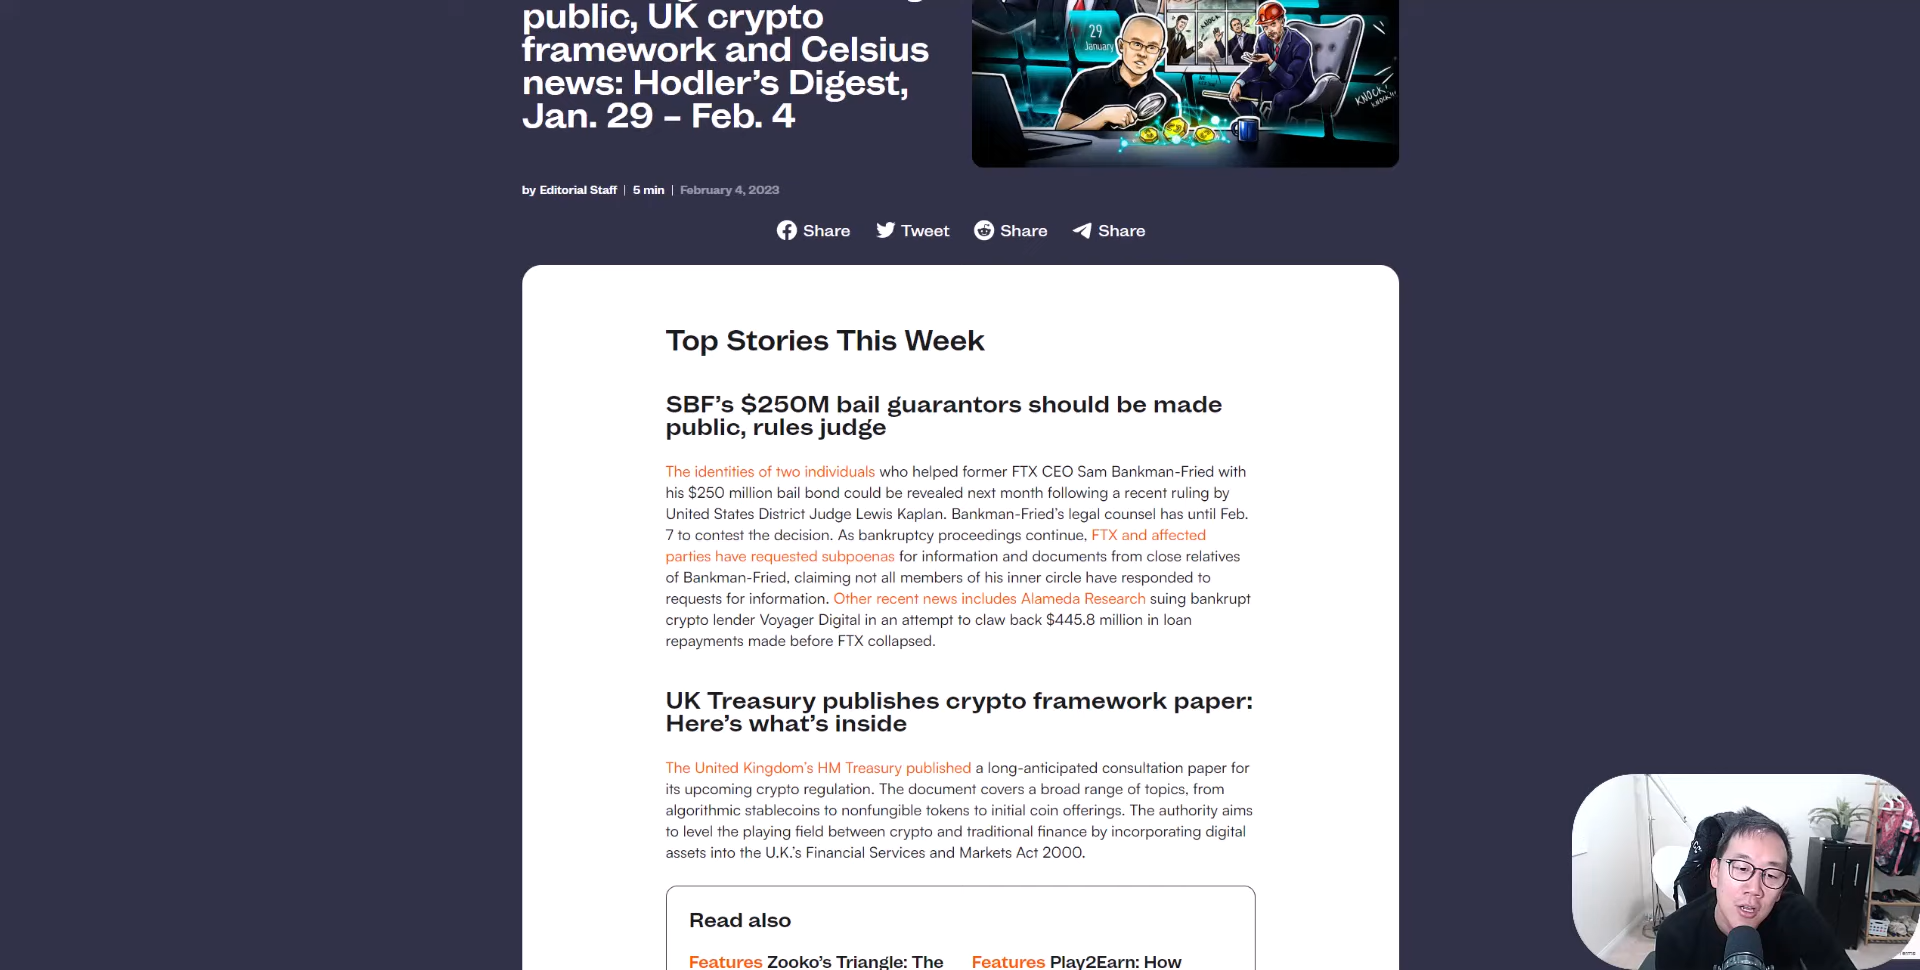 public, UK crypto
framework and Celsius
news: Hodler’s Digest,
Jan. 29 – Feb. 4
29
January
KNOCK
KNOCK!
KNOCK!!
by Editorial Staff | 5 min | February 4, 2023
Share
Tweet
Share
Share
Top Stories This Week
SBF’s $250M bail guarantors should be made
public, rules judge
The identities of two individuals who helped former FTX CEO Sam Bankman-Fried with
his $250 million bail bond could be revealed next month following a recent ruling by
United States District Judge Lewis Kaplan. Bankman-Fried’s legal counsel has until Feb.
7 to contest the decision. As bankruptcy proceedings continue, FTX and affected
parties have requested subpoenas for information and documents from close relatives
of Bankman-Fried, claiming not all members of his inner circle have responded to
requests for information. Other recent news includes Alameda Research suing bankrupt
crypto lender Voyager Digital in an attempt to claw back $445.8 million in loan
repayments made before FTX collapsed.
UK Treasury publishes crypto framework paper:
Here’s what’s inside
The United Kingdom’s HM Treasury published a long-anticipated consultation paper for
its upcoming crypto regulation. The document covers a broad range of topics, from
algorithmic stablecoins to nonfungible tokens to initial coin offerings. The authority aims
to level the playing field between crypto and traditional finance by incorporating digital
assets into the U.K.’s Financial Services and Markets Act 2000.
Read also
Features Zooko’s Triangle: The
Features Play2Earn: How